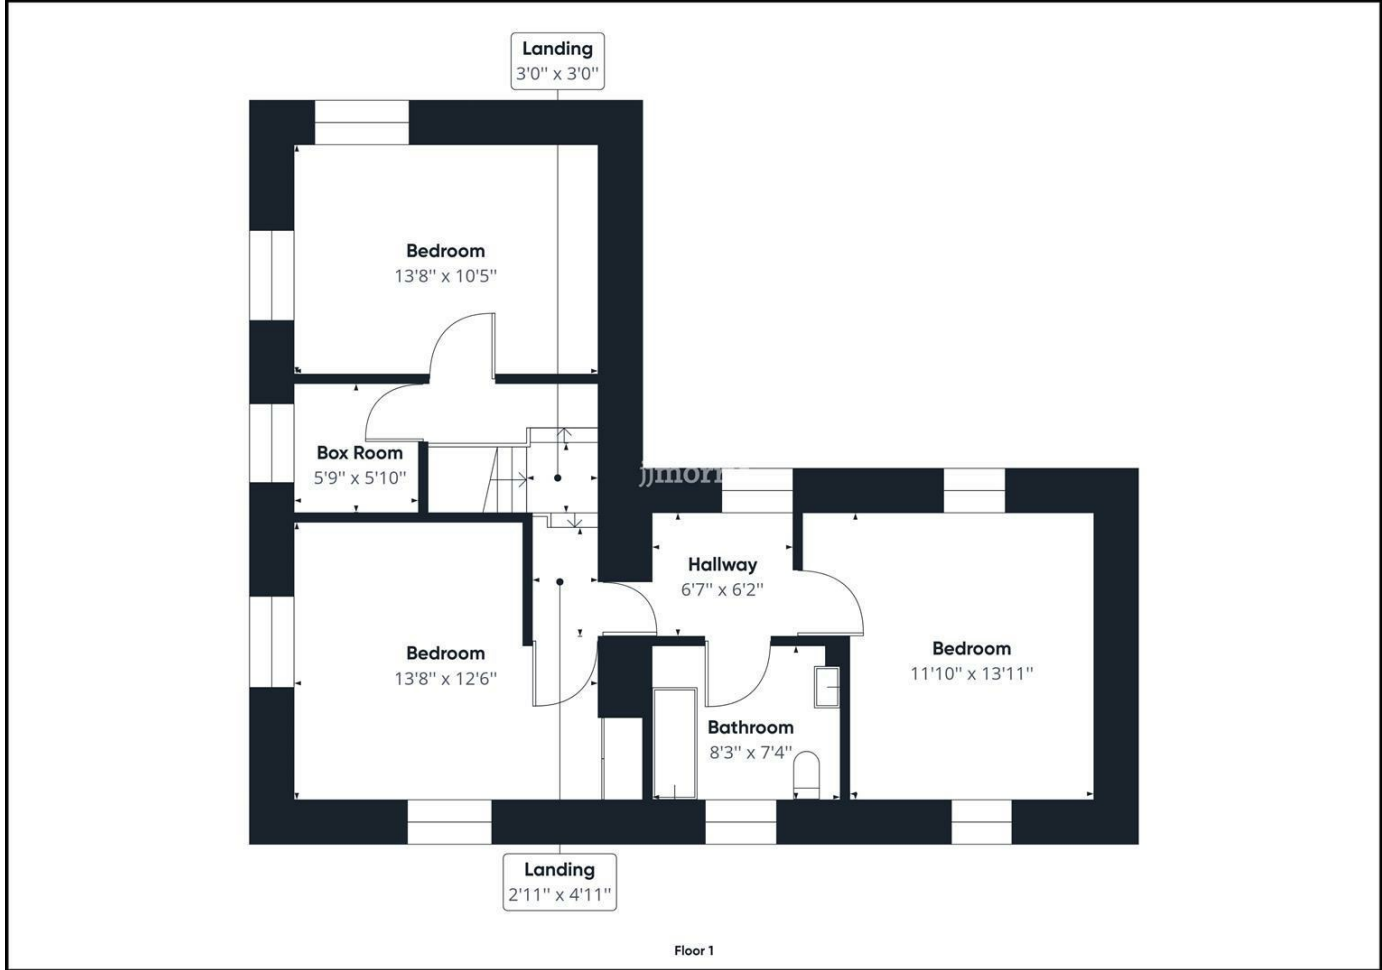 Landing
3'0" x 3'0"
Bedroom
13'8" x 10'5"
Box Room
5'9" x 5'10"
Hallway
6'7" x 6'2"
Bedroom
13'8" x 12'6"
Bedroom
11'10" x 13'11"
Bathroom
8'3" x 7'4"
Landing
2'11" x 4'11"
Floor 1